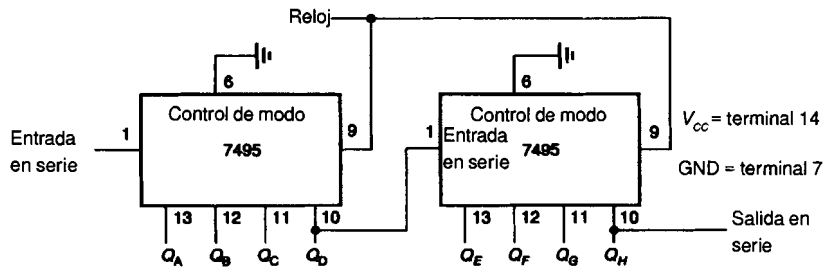 Reloj
6
6
Control de modo
Control de modo
1
9
1
9
Entrada
en serie
7495
Entrada
en serie
7495
V_CC = terminal 14
GND = terminal 7
13
12
11
10
13
12
11
10
Salida en
serie
Q_A
Q_B
Q_C
Q_D
Q_E
Q_F
Q_G
Q_H